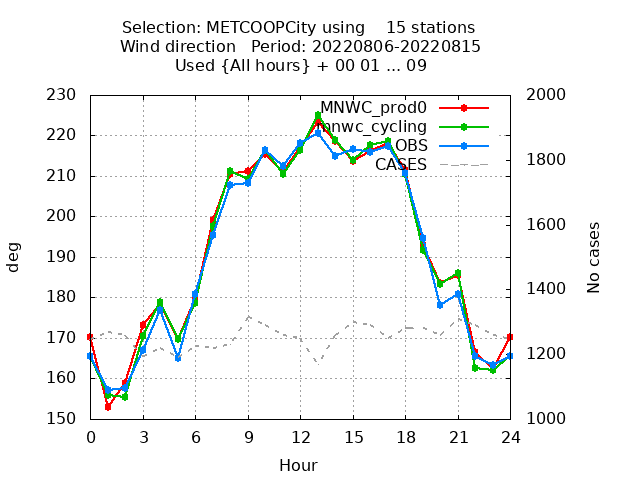 Selection: METCOOPCity using    15 stations
Wind direction   Period: 20220806-20220815
Used {All hours} + 00 01 ... 09
MNWC_prod0
mnwc_cycling
OBS
CASES
230
220
210
200
190
180
170
160
150
deg
2000
1800
1600
1400
1200
1000
No cases
0 3 6 9 12 15 18 21 24
Hour